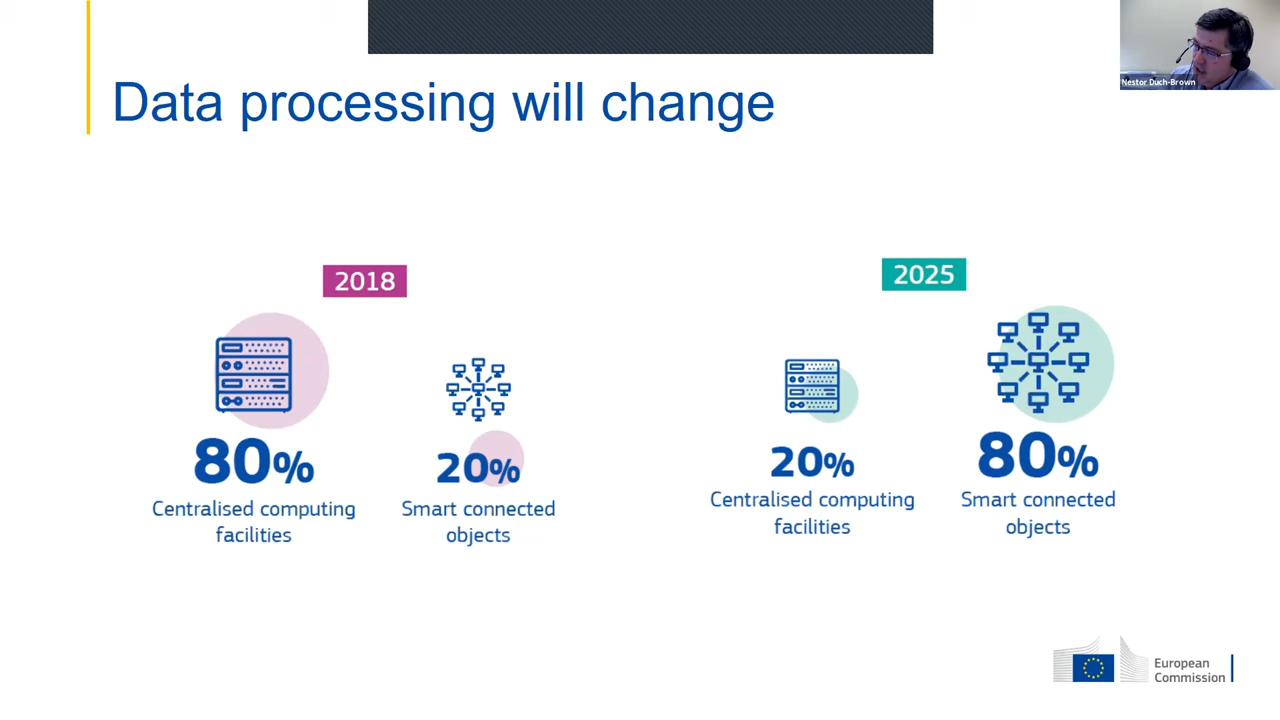 Nestor Duch-Brown
Data processing will change
2018
80%
Centralised computing
facilities
20%
Smart connected
objects
2025
20%
Centralised computing
facilities
80%
Smart connected
objects
European
Commission